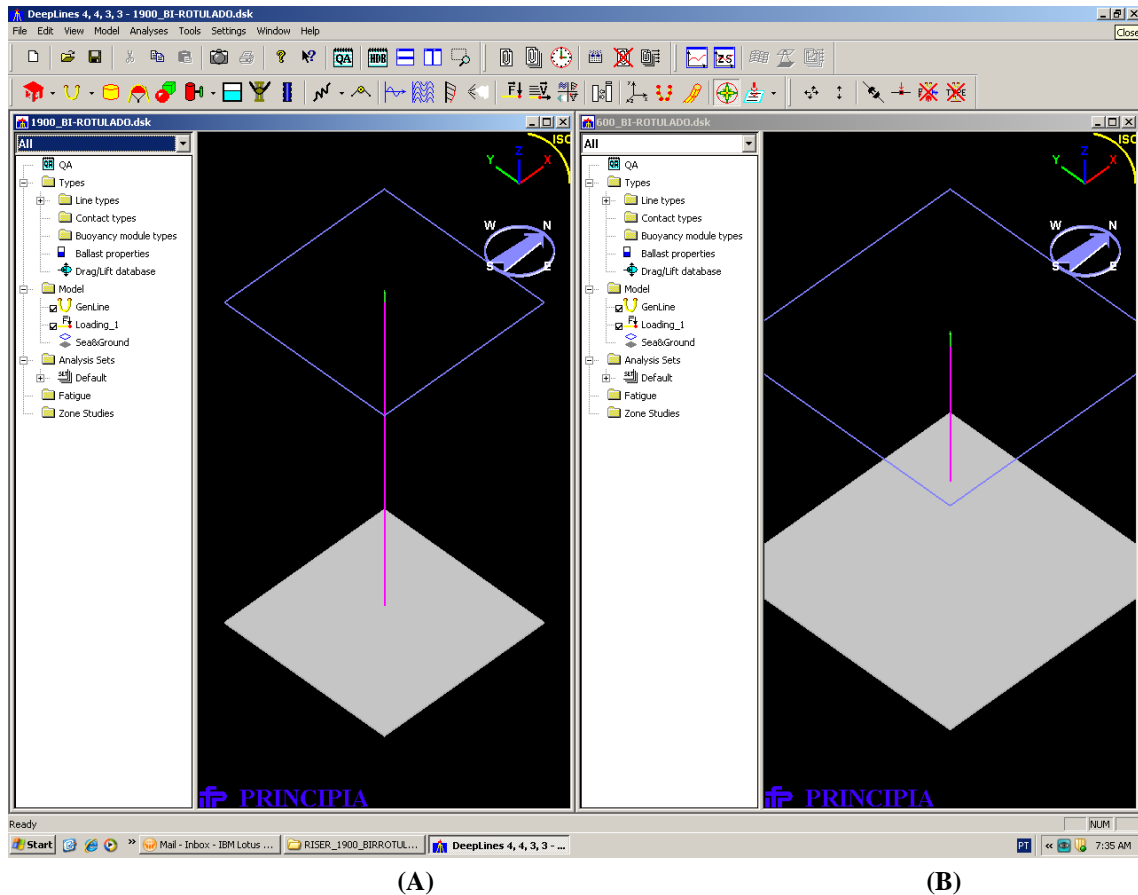 DeepLines 4, 4, 3, 3 - 1900_BI-ROTULADO.dsk
File Edit View Model Analyses Tools Settings Window Help
Close
QA HDB ZS
1900_BI-ROTULADO.dsk
All
QA
Types
Line types
Contact types
Buoyancy module types
Ballast properties
Drag/Lift database
Model
GenLine
Loading_1
Sea&Ground
Analysis Sets
Default
Fatigue
Zone Studies
ISO
Z
Y X
W N
S E
PRINCIPIA
600_BI-ROTULADO.dsk
All
QA
Types
Line types
Contact types
Buoyancy module types
Ballast properties
Drag/Lift database
Model
GenLine
Loading_1
Sea&Ground
Analysis Sets
Default
Fatigue
Zone Studies
ISO
Z
Y X
W N
S E
PRINCIPIA
Ready NUM
Start Mail - Inbox - IBM Lotus ... RISER_1900_BIRROTUL... DeepLines 4, 4, 3, 3 - ... PT 7:35 AM
(A) (B)